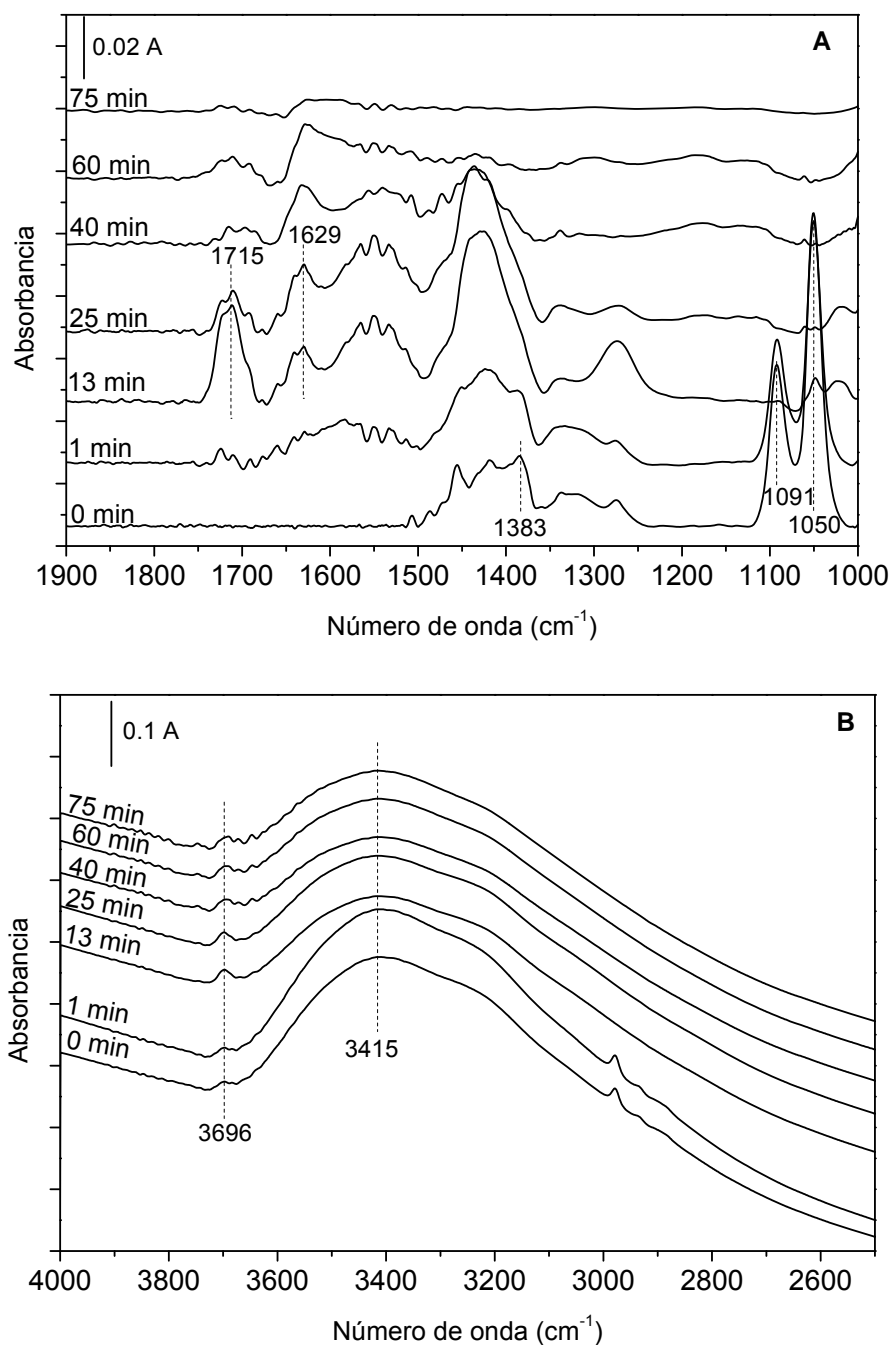 0.02 A
A
75 min
60 min
40 min
1715
1629
25 min
13 min
1 min
0 min
1383
1091
1050
Absorbancia
1900 1800 1700 1600 1500 1400 1300 1200 1100 1000
Número de onda (cm⁻¹)
0.1 A
B
75 min
60 min
40 min
25 min
13 min
1 min
0 min
3415
3696
Absorbancia
4000 3800 3600 3400 3200 3000 2800 2600
Número de onda (cm⁻¹)